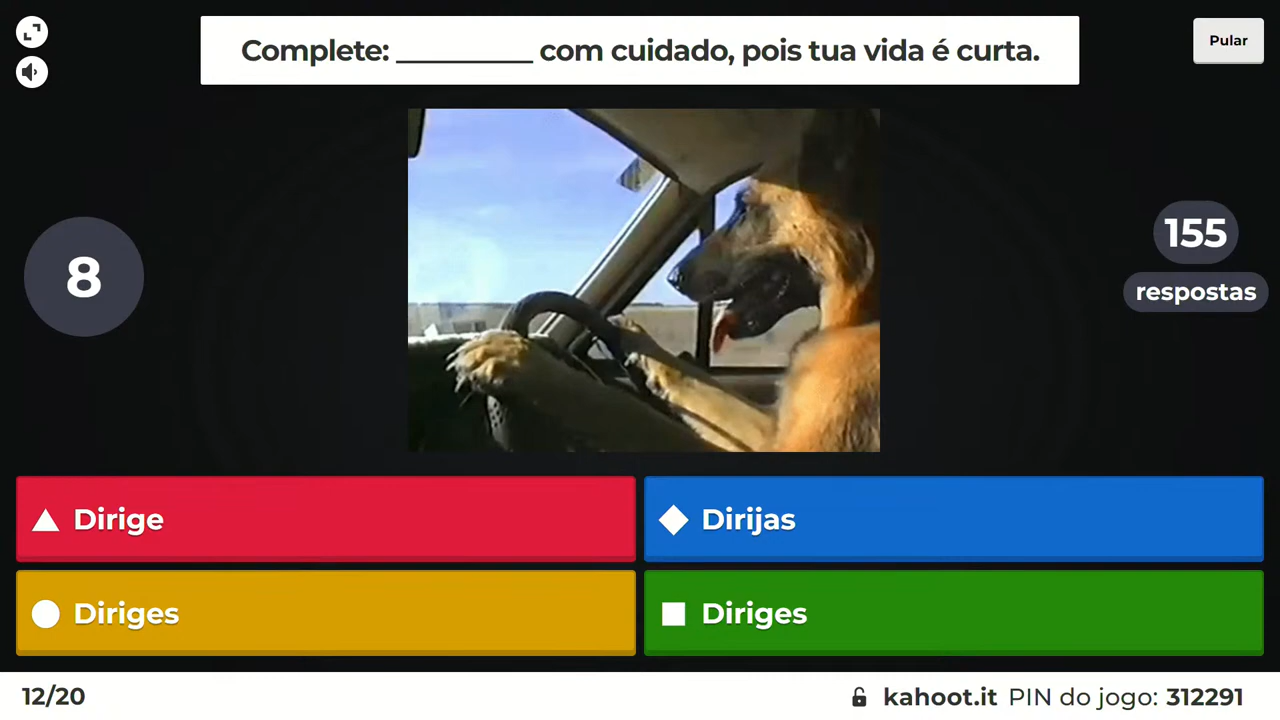 Complete: _________ com cuidado, pois tua vida é curta.
Pular
8
155
respostas
Dirige
Dirijas
Diriges
Diriges
12/20
kahoot.it PIN do jogo: 312291